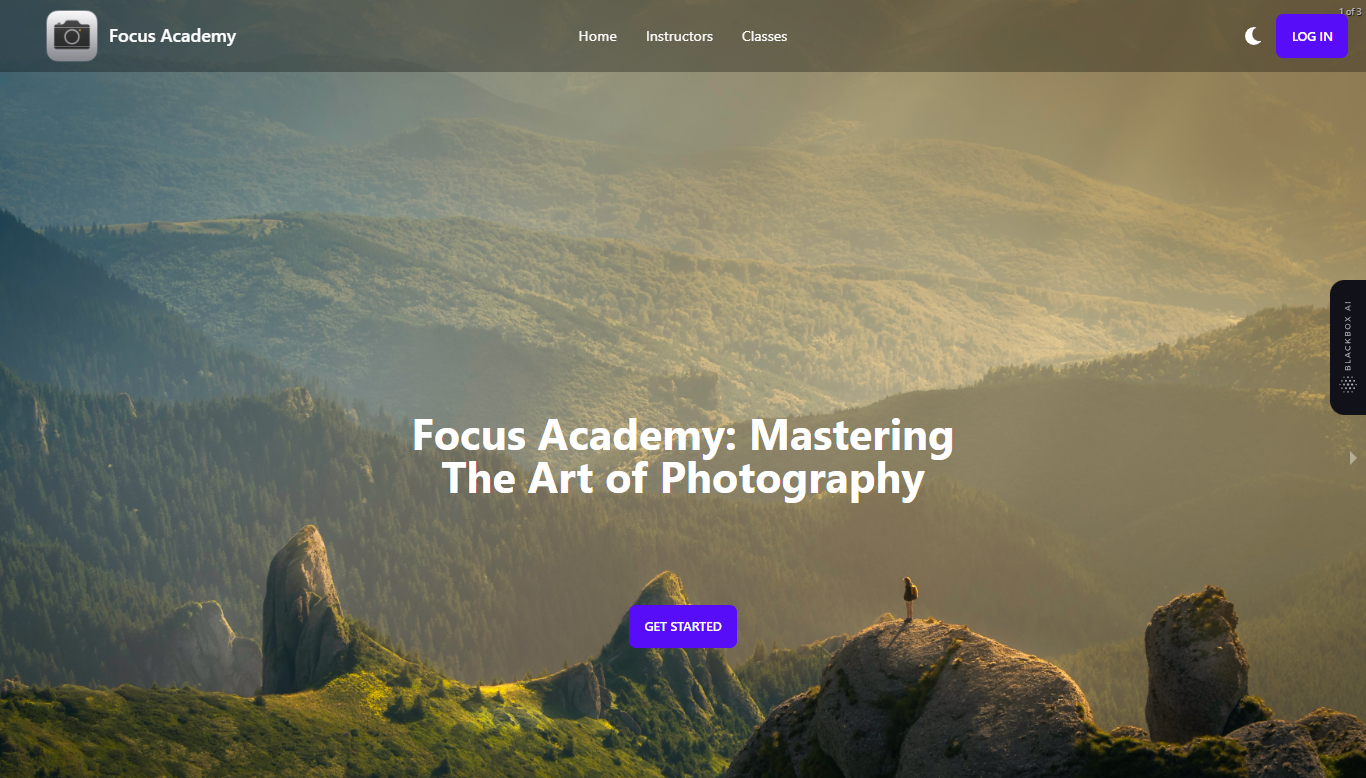 Focus Academy
Home
Instructors
Classes
1 of 3
LOG IN
BLACKBOX AI
Focus Academy: Mastering
The Art of Photography
GET STARTED